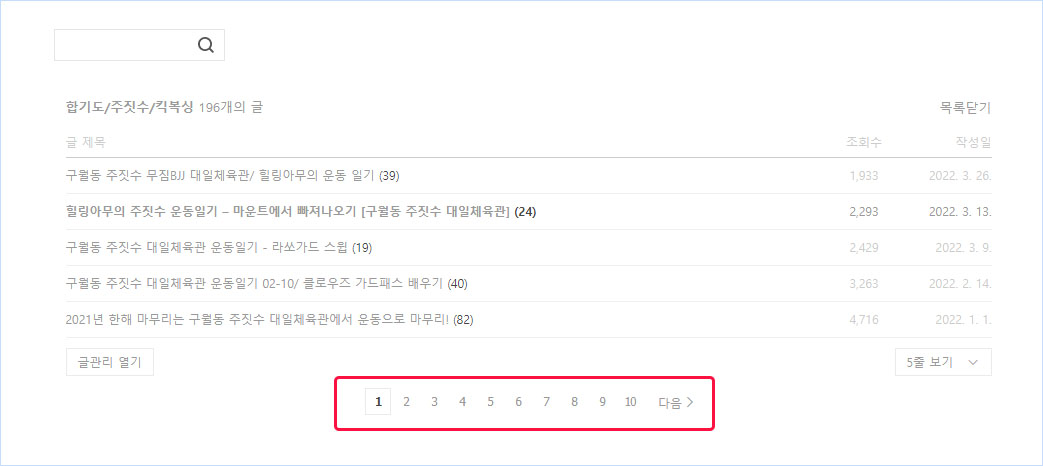 합기도/주짓수/킥복싱 196개의 글 목록닫기
글 제목 조회수 작성일
구월동 주짓수 무짐BJJ 대일체육관/ 힐링아무의 운동 일기 (39) 1,933 2022. 3. 26.
힐링아무의 주짓수 운동일기 – 마운트에서 빠져나오기 [구월동 주짓수 대일체육관] (24) 2,293 2022. 3. 13.
구월동 주짓수 대일체육관 운동일기 - 라쏘가드 스윕 (19) 2,429 2022. 3. 9.
구월동 주짓수 대일체육관 운동일기 02-10/ 클로우즈 가드패스 배우기 (40) 3,263 2022. 2. 14.
2021년 한해 마무리는 구월동 주짓수 대일체육관에서 운동으로 마무리! (82) 4,716 2022. 1. 1.
글관리 열기 5줄 보기
1 2 3 4 5 6 7 8 9 10 다음 >